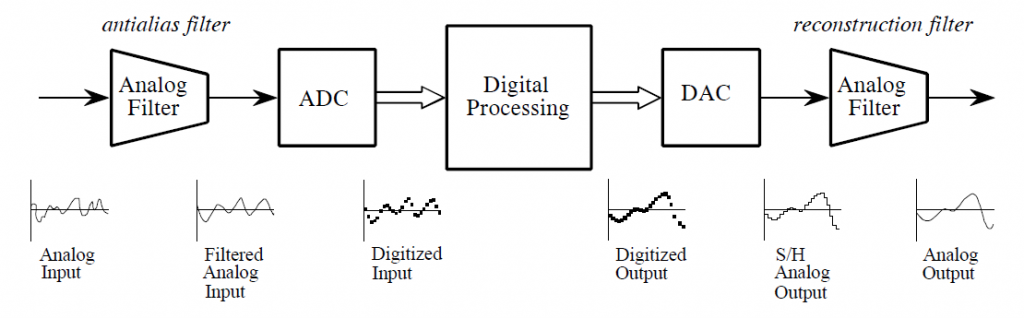 antialias filter
reconstruction filter
Analog
Filter
ADC
Digital
Processing
DAC
Analog
Filter
Analog
Input
Filtered
Analog
Input
Digitized
Input
Digitized
Output
S/H
Analog
Output
Analog
Output